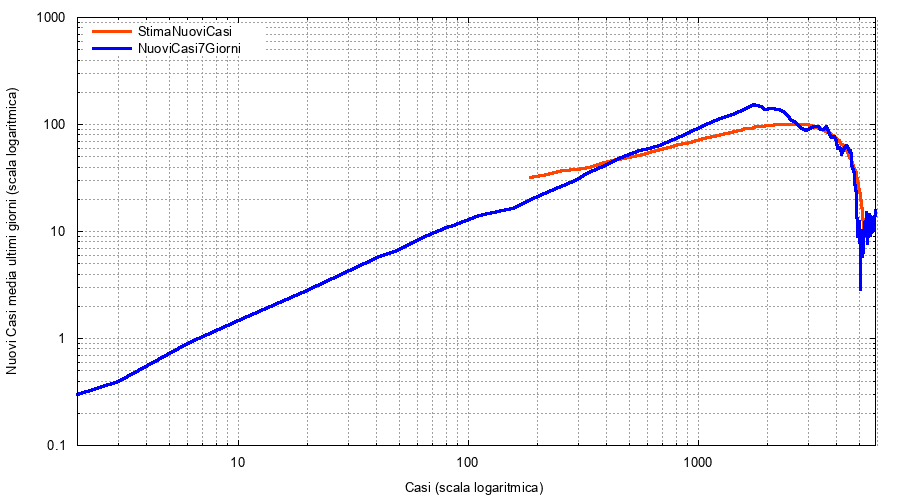 1000
100
10
1
0.1
StimaNuoviCasi
NuoviCasi7Giorni
Nuovi Casi media ultimi giorni (scala logaritmica)
10
100
1000
Casi (scala logaritmica)